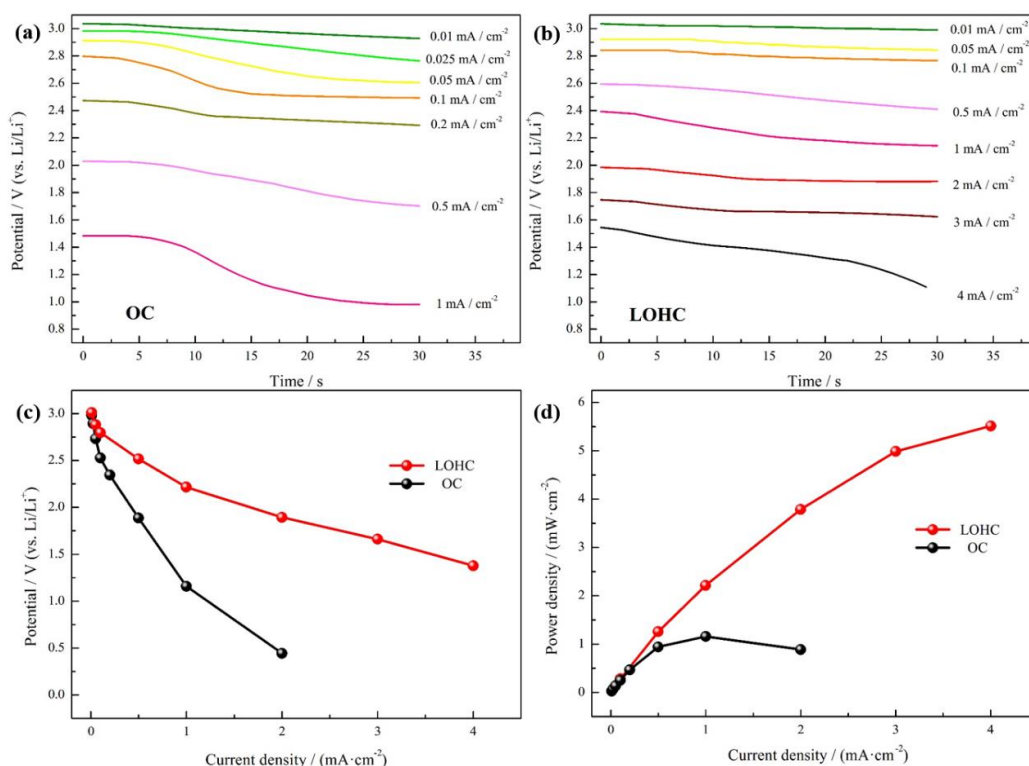 (a)
3.0
2.8
2.6
2.4
2.2
2.0
1.8
1.6
1.4
1.2
1.0
0.8
Potential / V (vs. Li/Li⁺)
0.01 mA / cm⁻²
0.025 mA / cm⁻²
0.05 mA / cm⁻²
0.1 mA / cm⁻²
0.2 mA / cm⁻²
0.5 mA / cm⁻²
1 mA / cm⁻²
OC
0 5 10 15 20 25 30 35
Time / s
(b)
3.0
2.8
2.6
2.4
2.2
2.0
1.8
1.6
1.4
1.2
1.0
0.8
Potential / V (vs. Li/Li⁺)
0.01 mA / cm⁻²
0.05 mA / cm⁻²
0.1 mA / cm⁻²
0.5 mA / cm⁻²
1 mA / cm⁻²
2 mA / cm⁻²
3 mA / cm⁻²
4 mA / cm⁻²
LOHC
0 5 10 15 20 25 30 35
Time / s
(c)
3.0
2.5
2.0
1.5
1.0
0.5
0.0
Potential / V (vs. Li/Li⁺)
LOHC
OC
0 1 2 3 4
Current density / (mA·cm⁻²)
(d)
6
5
4
3
2
1
0
Power density / (mW·cm⁻²)
LOHC
OC
0 1 2 3 4
Current density / (mA·cm⁻²)